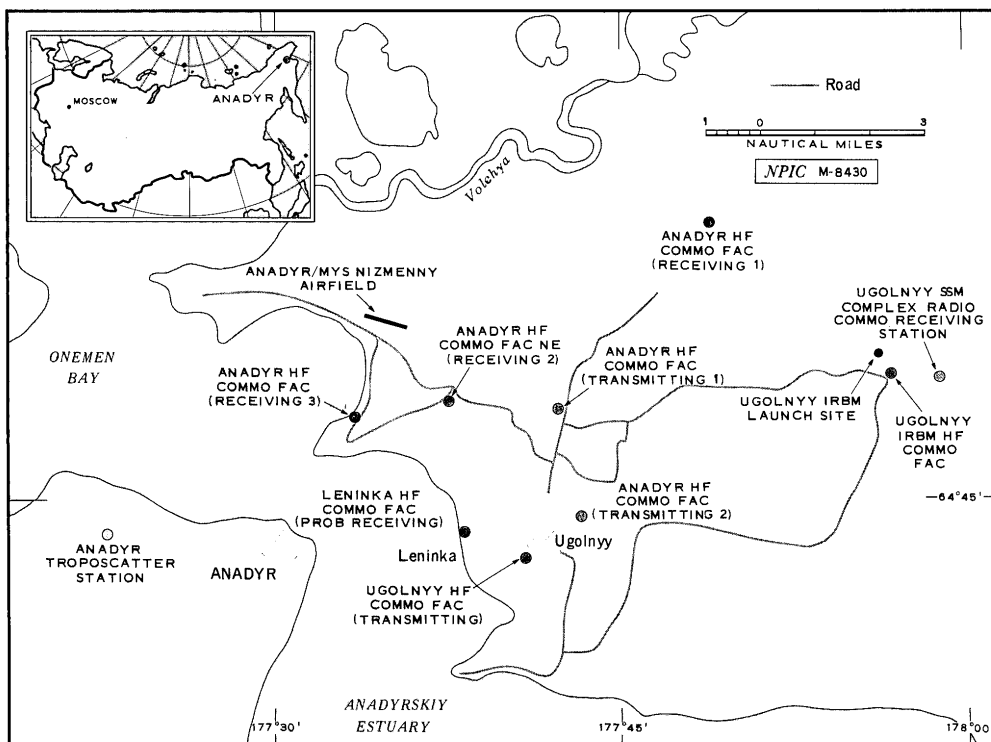 MOSCOW
ANADYR
Road
1 0 3
NAUTICAL MILES
NPIC M-8430
Volchya
ANADYR HF
COMMO FAC
(RECEIVING 1)
ANADYR/MYS NIZMENNY
AIRFIELD
UGOLNYY SSM
COMPLEX RADIO
COMMO RECEIVING
STATION
ONEMEN
BAY
ANADYR HF
COMMO FAC NE
(RECEIVING 2)
ANADYR HF
COMMO FAC
(TRANSMITTING 1)
ANADYR HF
COMMO FAC
(RECEIVING 3)
UGOLNYY IRBM
LAUNCH SITE
UGOLNYY
IRBM HF
COMMO
FAC
LENINKA HF
COMMO FAC
(PROB RECEIVING)
ANADYR HF
COMMO FAC
(TRANSMITTING 2)
64°45'
ANADYR
TROPOSCATTER
STATION
ANADYR
Leninka
Ugolnyy
UGOLNYY HF
COMMO FAC
(TRANSMITTING)
ANADYRSKIY
ESTUARY
177°30'
177°45'
178°00'